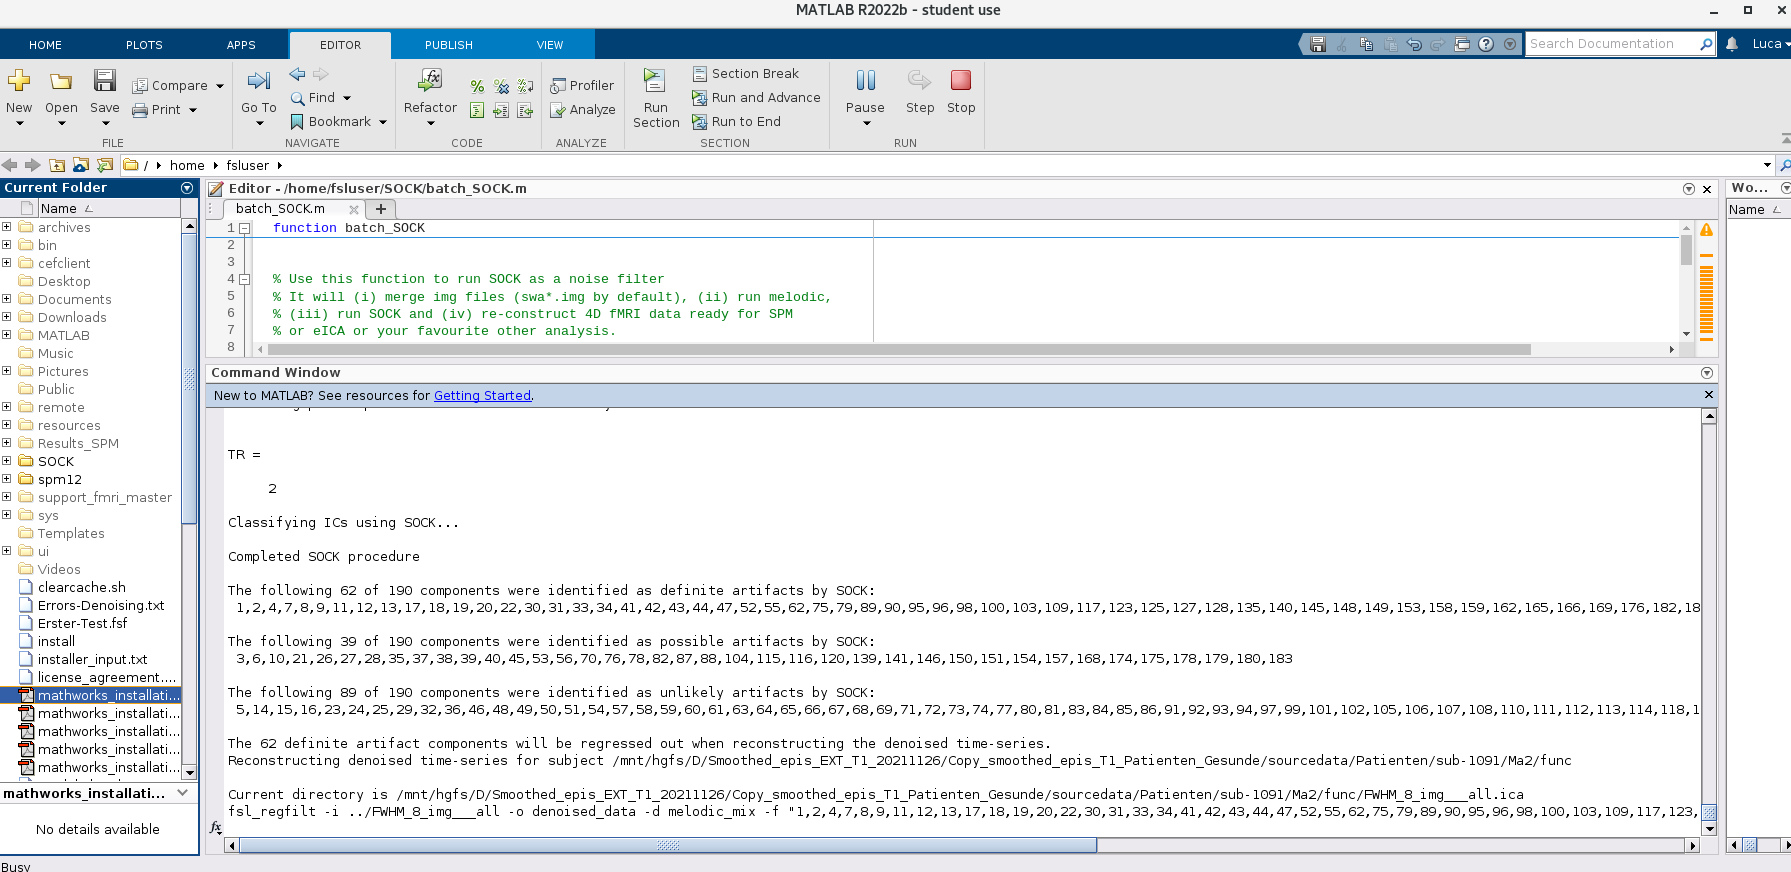 MATLAB R2022b - student use
HOME
PLOTS
APPS
EDITOR
PUBLISH
VIEW
Search Documentation
Luca
New
Open
Save
Compare
Print
FILE
Go To
Find
Bookmark
NAVIGATE
Refactor
CODE
Profiler
Analyze
ANALYZE
Run Section
Section Break
Run and Advance
Run to End
SECTION
Pause
Step
Stop
RUN
/ home fsluser
Current Folder
Name
archives
bin
cefclient
Desktop
Documents
Downloads
MATLAB
Music
Pictures
Public
remote
resources
Results_SPM
SOCK
spm12
support_fmri_master
sys
Templates
ui
Videos
clearcache.sh
Errors-Denoising.txt
Erster-Test.fsf
install
installer_input.txt
license_agreement....
mathworks_installati...
mathworks_installati...
mathworks_installati...
mathworks_installati...
mathworks_installati...
mathworks_installati...
No details available
Busy
Editor - /home/fsluser/SOCK/batch_SOCK.m
batch_SOCK.m
1 function batch_SOCK
2
3
4 % Use this function to run SOCK as a noise filter
5 % It will (i) merge img files (swa*.img by default), (ii) run melodic,
6 % (iii) run SOCK and (iv) re-construct 4D fMRI data ready for SPM
7 % or eICA or your favourite other analysis.
8
Command Window
New to MATLAB? See resources for Getting Started.
TR =
2
Classifying ICs using SOCK...
Completed SOCK procedure
The following 62 of 190 components were identified as definite artifacts by SOCK:
1,2,4,7,8,9,11,12,13,17,18,19,20,22,30,31,33,34,41,42,43,44,47,52,55,62,75,79,89,90,95,96,98,100,103,109,117,123,125,127,128,135,140,145,148,149,153,158,159,162,165,166,169,176,182,18
The following 39 of 190 components were identified as possible artifacts by SOCK:
3,6,10,21,26,27,28,35,37,38,39,40,45,53,56,70,76,78,82,87,88,104,115,116,120,139,141,146,150,151,154,157,168,174,175,178,179,180,183
The following 89 of 190 components were identified as unlikely artifacts by SOCK:
5,14,15,16,23,24,25,29,32,36,46,48,49,50,51,54,57,58,59,60,61,63,64,65,66,67,68,69,71,72,73,74,77,80,81,83,84,85,86,91,92,93,94,97,99,101,102,105,106,107,108,110,111,112,113,114,118,1
The 62 definite artifact components will be regressed out when reconstructing the denoised time-series.
Reconstructing denoised time-series for subject /mnt/hgfs/D/Smoothed_epis_EXT_T1_20211126/Copy_smoothed_epis_T1_Patienten_Gesunde/sourcedata/Patienten/sub-1091/Ma2/func
Current directory is /mnt/hgfs/D/Smoothed_epis_EXT_T1_20211126/Copy_smoothed_epis_T1_Patienten_Gesunde/sourcedata/Patienten/sub-1091/Ma2/func/FWHM_8_img___all.ica
fsl_regfilt -i ../FWHM_8_img___all -o denoised_data -d melodic_mix -f "1,2,4,7,8,9,11,12,13,17,18,19,20,22,30,31,33,34,41,42,43,44,47,52,55,62,75,79,89,90,95,96,98,100,103,109,117,123,
fx
Wo...
Name